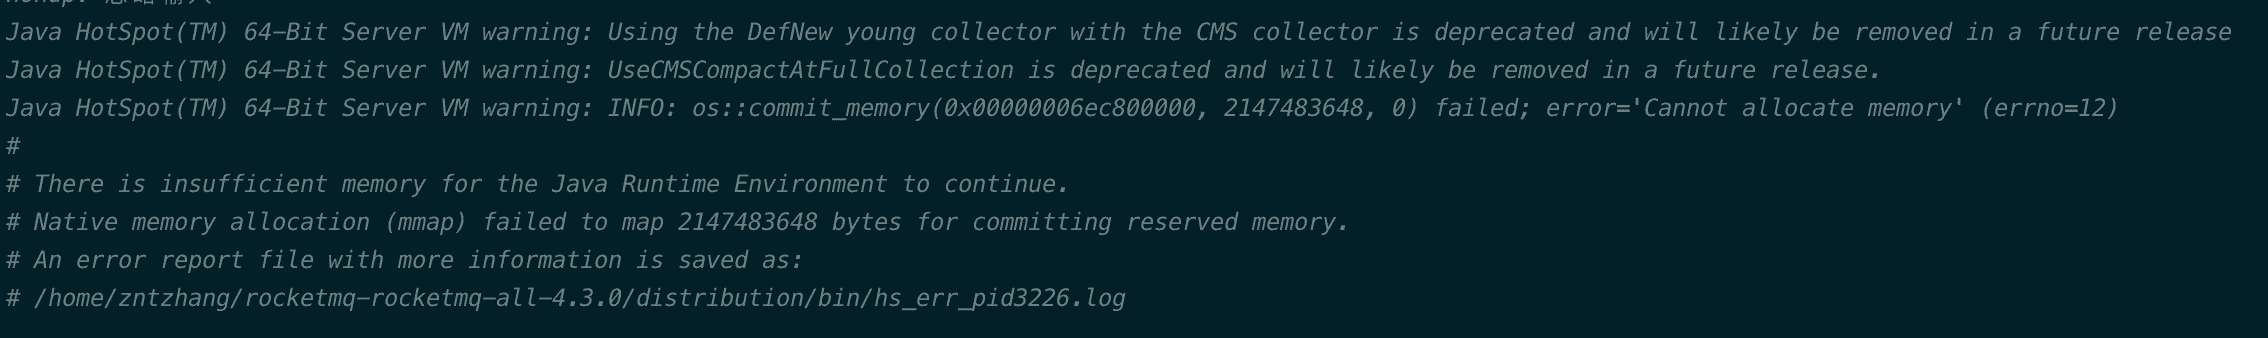 nohup: 忽略输入
Java HotSpot(TM) 64-Bit Server VM warning: Using the DefNew young collector with the CMS collector is deprecated and will likely be removed in a future release
Java HotSpot(TM) 64-Bit Server VM warning: UseCMSCompactAtFullCollection is deprecated and will likely be removed in a future release.
Java HotSpot(TM) 64-Bit Server VM warning: INFO: os::commit_memory(0x00000006ec800000, 2147483648, 0) failed; error='Cannot allocate memory' (errno=12)
#
# There is insufficient memory for the Java Runtime Environment to continue.
# Native memory allocation (mmap) failed to map 2147483648 bytes for committing reserved memory.
# An error report file with more information is saved as:
# /home/zntzhang/rocketmq-rocketmq-all-4.3.0/distribution/bin/hs_err_pid3226.log